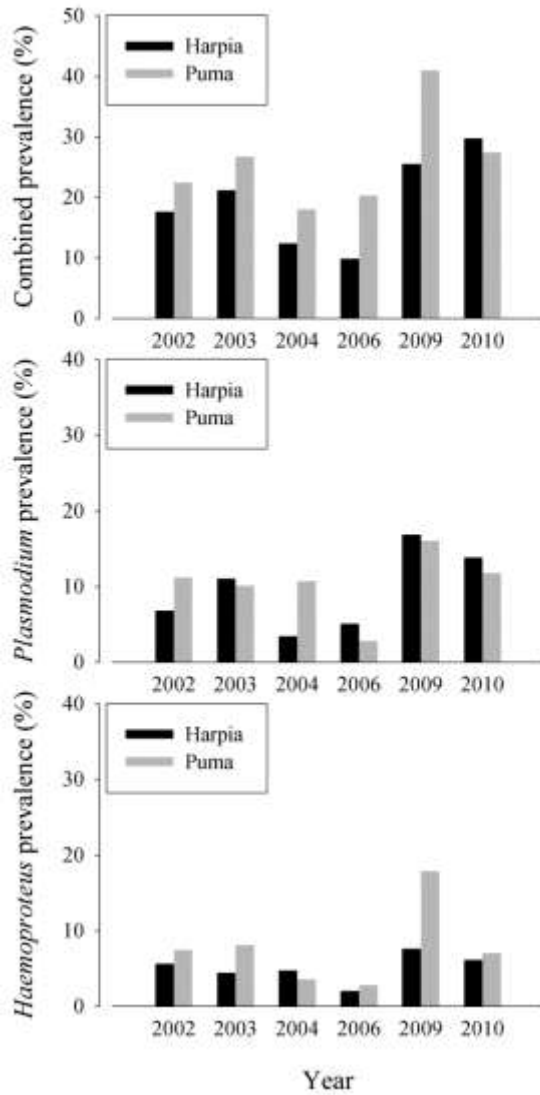 Combined prevalence (%)
50
40
30
20
10
0
Harpia
Puma
2002 2003 2004 2006 2009 2010
Plasmodium prevalence (%)
40
30
20
10
0
Harpia
Puma
2002 2003 2004 2006 2009 2010
Haemoproteus prevalence (%)
40
30
20
10
0
Harpia
Puma
2002 2003 2004 2006 2009 2010
Year